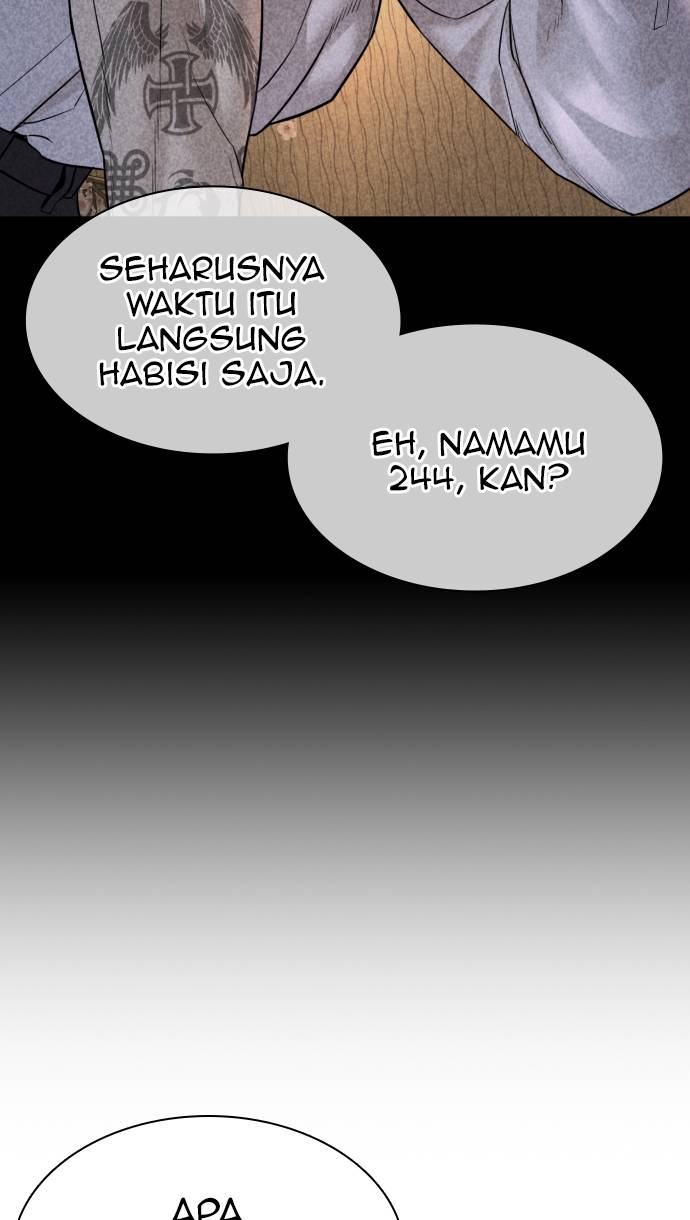 SEHARUSNYA
WAKTU ITU
LANGSUNG
HABISI SAJA.
EH, NAMAMU
244, KAN?
APA